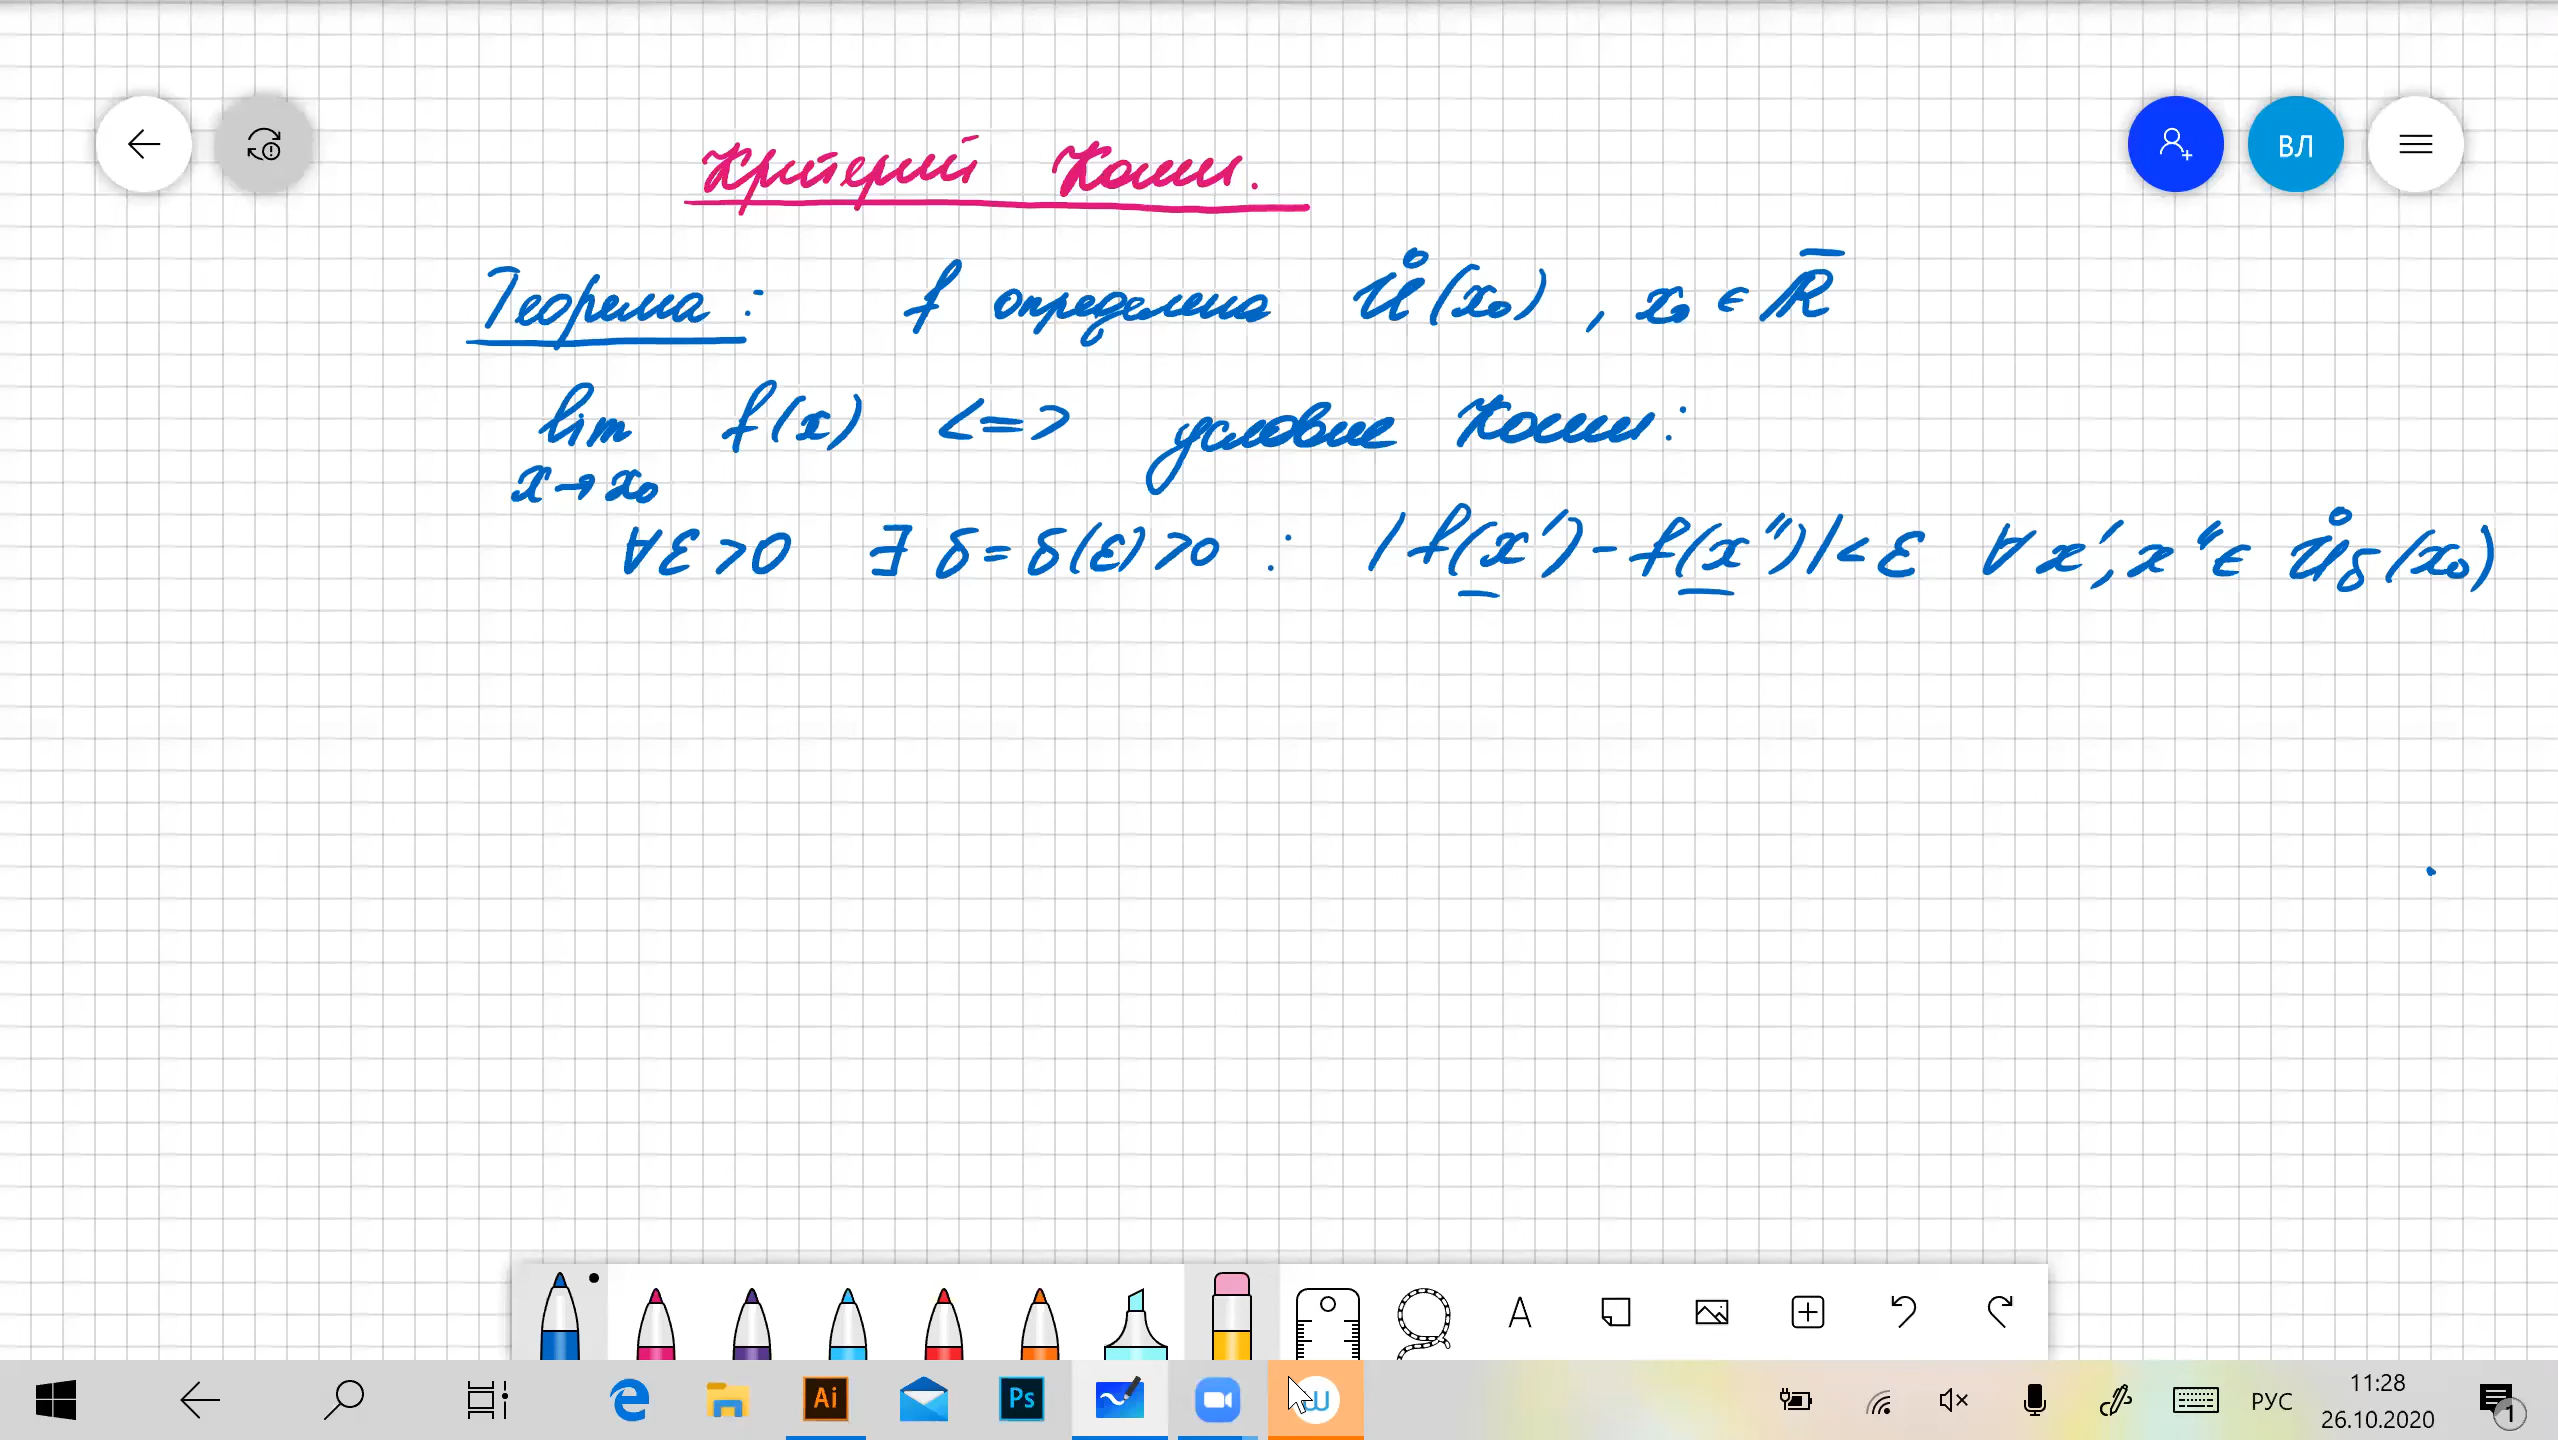 ВЛ
Критерий Коши.
Теорема: f определена Ů(x₀), x₀ ∈ R̅
lim f(x) <=> условие Коши:
x→x₀
∀ε>0 ∃ δ=δ(ε)>0 : |f(x')-f(x")|<ε ∀x', x"∈ Ů_δ(x₀)
A
Ai
Ps
РУС
11:28
26.10.2020
1